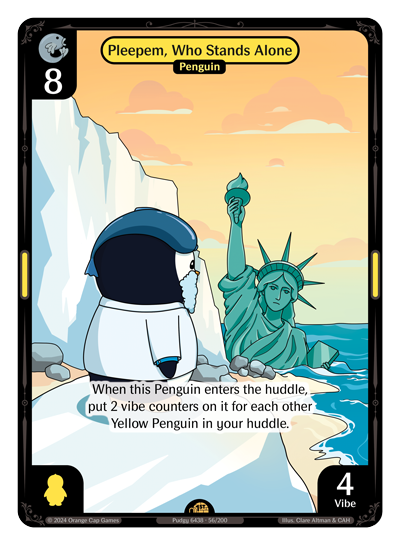 8
Pleepem, Who Stands Alone
Penguin
When this Penguin enters the huddle,
put 2 vibe counters on it for each other
Yellow Penguin in your huddle.
4
Vibe
© 2024 Orange Cap Games
Pudgy 6438 · 56/200
Illus. Clare Altman & CAH